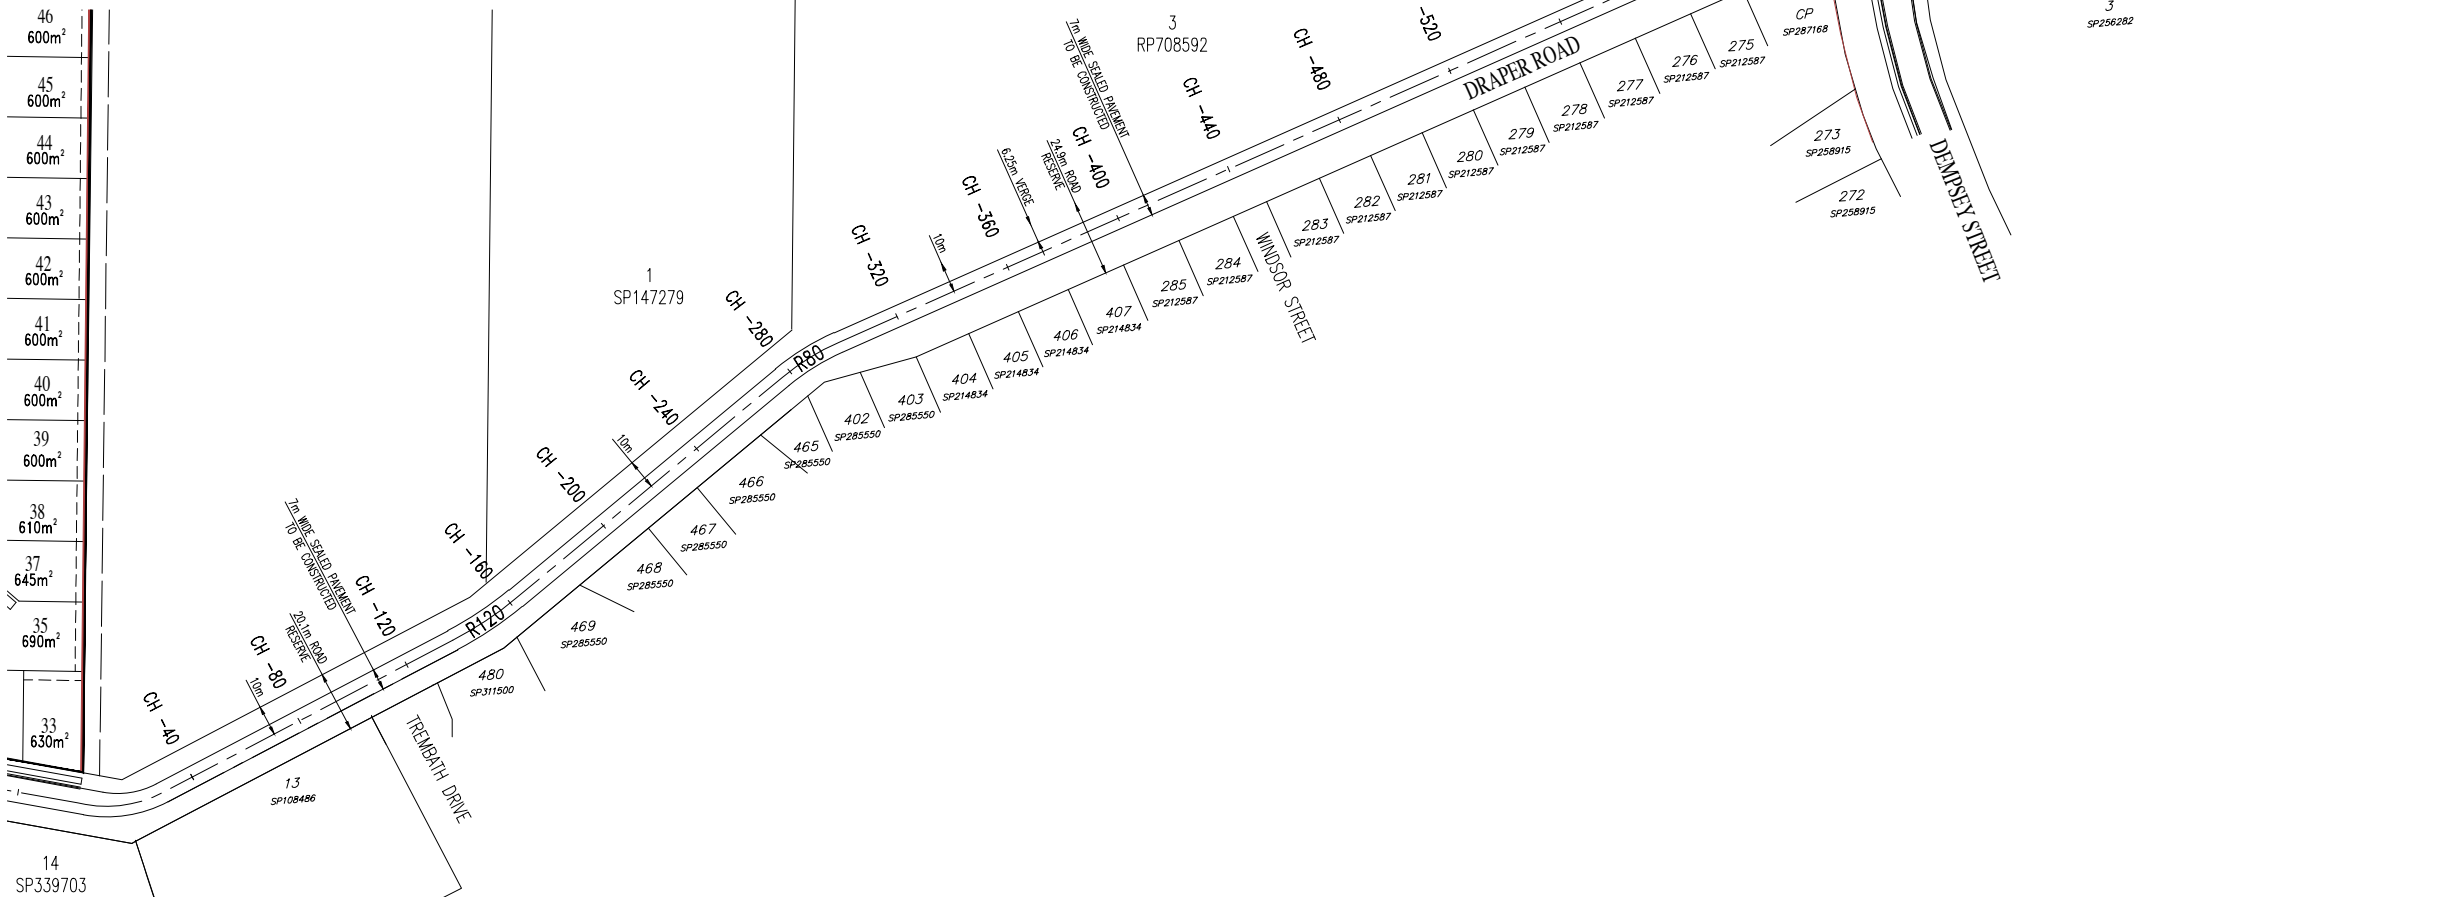 46
600m²
45
600m²
44
600m²
43
600m²
42
600m²
41
600m²
40
600m²
39
600m²
38
610m²
37
645m²
35
690m²
33
630m²
14
SP339703
13
SP108486
CH -40
CH -80
10m
20.1m ROAD
RESERVE
7m WIDE SEALED PAVEMENT
TO BE CONSTRUCTED
CH -120
CH -160
R120
TREMBATH DRIVE
480
SP311500
469
SP285550
468
SP285550
467
SP285550
466
SP285550
465
SP285550
402
SP285550
403
SP285550
404
SP214834
405
SP214834
406
SP214834
407
SP214834
285
SP212587
284
SP212587
WINDSOR STREET
283
SP212587
282
SP212587
281
SP212587
280
SP212587
279
SP212587
278
SP212587
277
SP212587
276
SP212587
275
SP212587
CH -200
10m
CH -240
1
SP147279
CH -280
R80
CH -320
10m
CH -360
6.25m VERGE
24.9m ROAD
RESERVE
CH -400
7m WIDE SEALED PAVEMENT
TO BE CONSTRUCTED
3
RP708592
CH -440
CH -480
-520
DRAPER ROAD
CP
SP287168
273
SP258915
272
SP258915
DEMPSEY STREET
3
SP256282